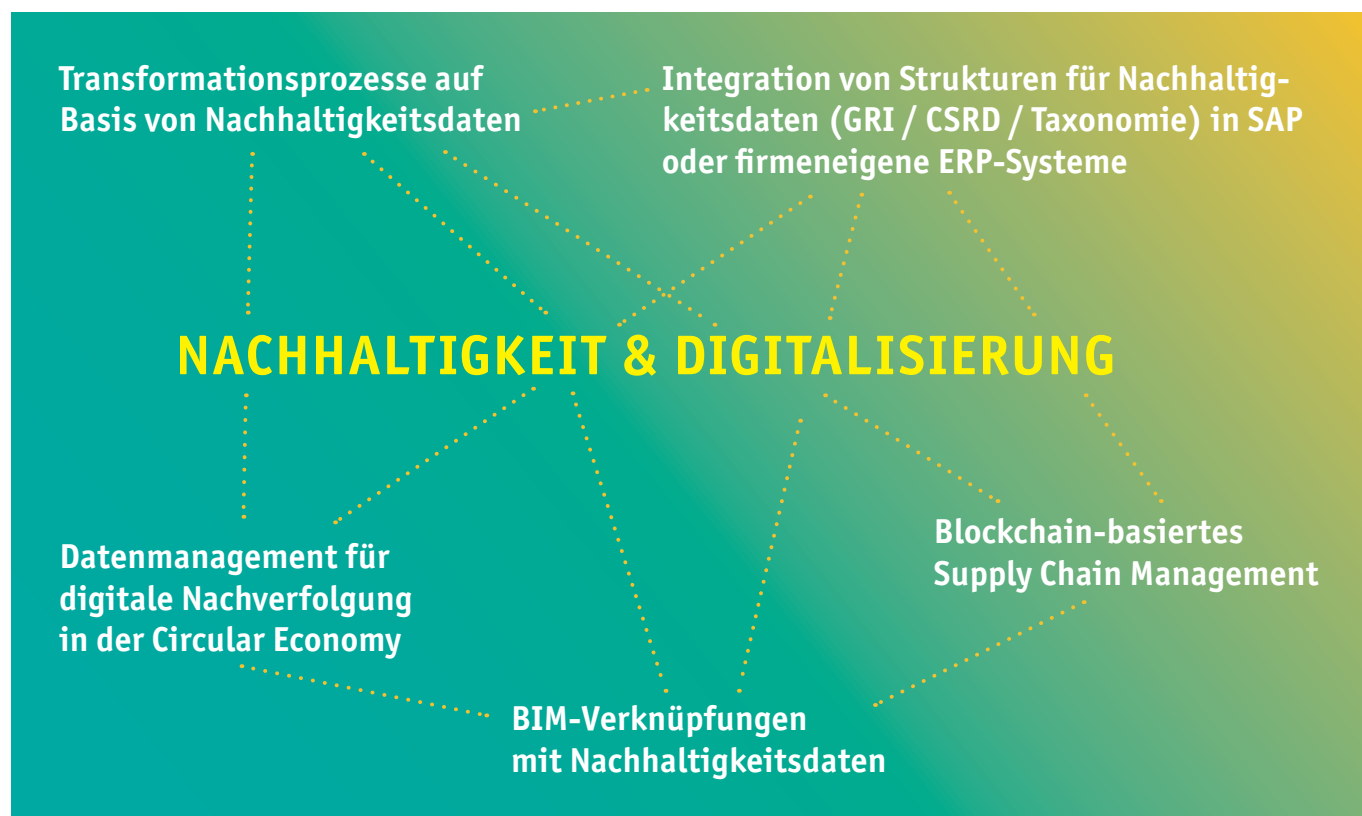 Transformationsprozesse auf
Basis von Nachhaltigkeitsdaten
Integration von Strukturen für Nachhaltig-
keitsdaten (GRI / CSRD / Taxonomie) in SAP
oder firmeneigene ERP-Systeme
NACHHALTIGKEIT & DIGITALISIERUNG
Datenmanagement für
digitale Nachverfolgung
in der Circular Economy
Blockchain-basiertes
Supply Chain Management
BIM-Verknüpfungen
mit Nachhaltigkeitsdaten